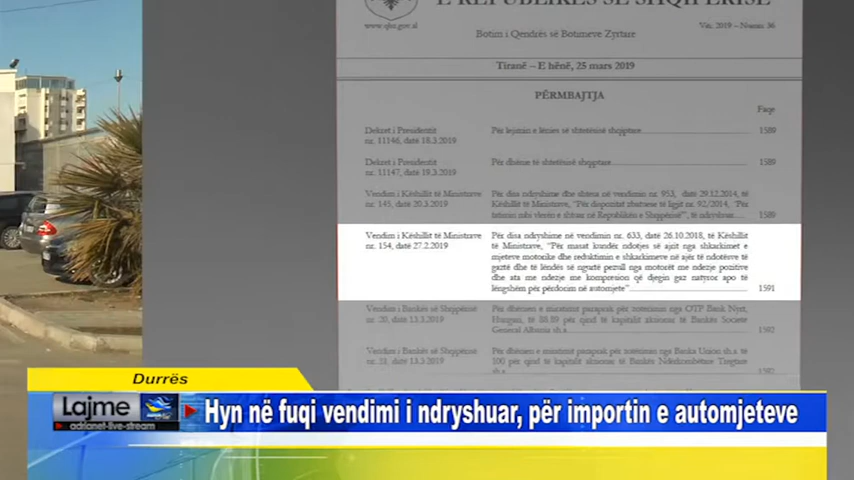 E REPUBLIKËS SË SHQIPËRISË
www.qbz.gov.al
Botim i Qendrës së Botimeve Zyrtare
Viti: 2019 – Numri: 36
Tiranë – E hënë, 25 mars 2019
PËRMBAJTJA
Faqe
Dekret i Presidentit
nr. 11146, datë 18.3.2019
Për lejimin e lënies së shtetësisë shqiptare
1589
Dekret i Presidentit
nr. 11147, datë 19.3.2019
Për dhënie të shtetësisë shqiptare
1589
Vendim i Këshillit të Ministrave
nr. 145, datë 20.3.2019
Për disa ndryshime dhe shtesa në vendimin nr. 953, datë 29.12.2014, të
Këshillit të Ministrave, "Për dispozitat zbatuese të ligjit nr. 92/2014, "Për
tatimin mbi vlerën e shtuar në Republikën e Shqipërisë"", të ndryshuar
1589
Vendim i Këshillit të Ministrave
nr. 154, datë 27.2.2019
Për disa ndryshime në vendimin nr. 633, datë 26.10.2018, të Këshillit
të Ministrave, "Për masat kundër ndotjes së ajrit nga shkarkimet e
mjeteve motorike dhe reduktimin e shkarkimeve në ajër të ndotësve të
gaztë dhe të lëndës së ngurtë pezull nga motorët me ndezje pozitive
dhe ata me ndezje me kompresion që djegin gaz natyror apo të
lëngshëm për përdorim në automjete"
1591
Vendim i Bankës së Shqipërisë
nr. 20, datë 13.3.2019
Për dhënien e miratimit paraprak për zotërimin nga OTP Bank Nyrt,
Hungari, të 88.89 për qind të kapitalit aksionar të Bankës Societe
Generale Albania sh.a.
1592
Vendim i Bankës së Shqipërisë
nr. 21, datë 13.3.2019
Për dhënien e miratimit paraprak për zotërimin nga Banka Union sh.a. të
100 për qind të kapitalit aksionar të Bankës Ndërkombëtare Tregtare
sh.a.
Durrës
Lajme
adrianet-live-stream
Hyn në fuqi vendimi i ndryshuar, për importin e automjeteve